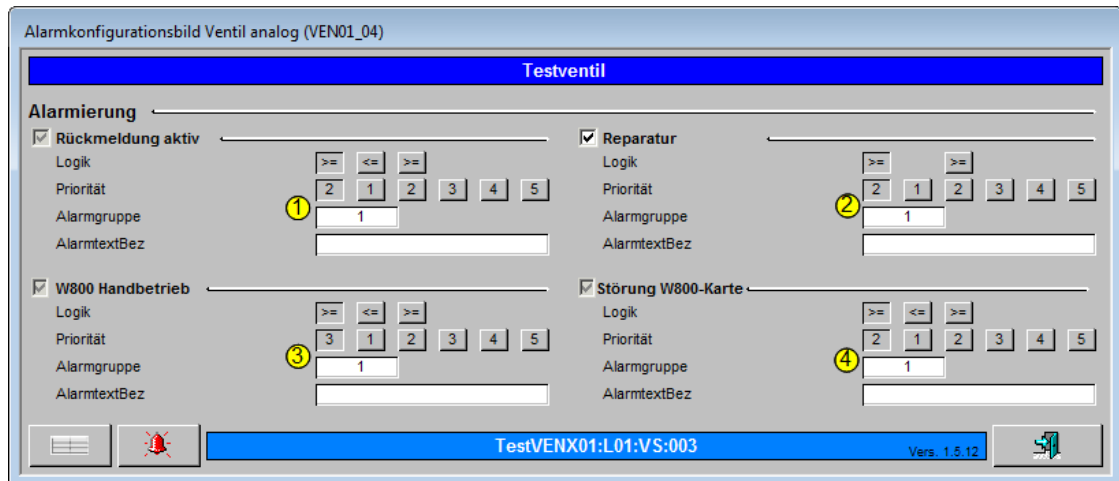 Alarmkonfigurationsbild Ventil analog (VEN01_04)
Testventil
Alarmierung
Rückmeldung aktiv
Logik >= <= >=
Priorität 2 1 2 3 4 5
1 Alarmgruppe 1
AlarmtextBez
Reparatur
Logik >= >=
Priorität 2 1 2 3 4 5
2 Alarmgruppe 1
AlarmtextBez
W800 Handbetrieb
Logik >= <= >=
Priorität 3 1 2 3 4 5
3 Alarmgruppe 1
AlarmtextBez
Störung W800-Karte
Logik >= <= >=
Priorität 2 1 2 3 4 5
4 Alarmgruppe 1
AlarmtextBez
TestVENX01:L01:VS:003
Vers. 1.5.12